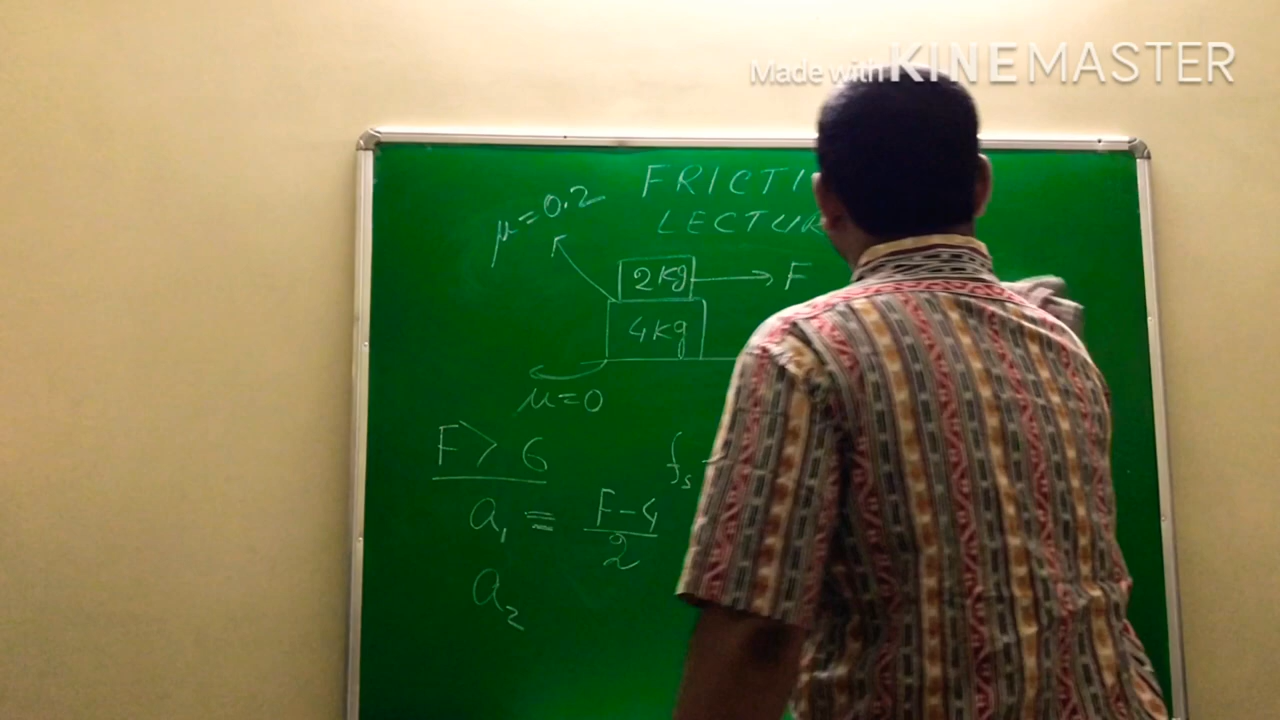 Made with KINEMASTER
FRICTI
LECTUR
μ=0.2
2Kg
F
4Kg
μ=0
F> 6
fs
a1 = F-4/2
a2